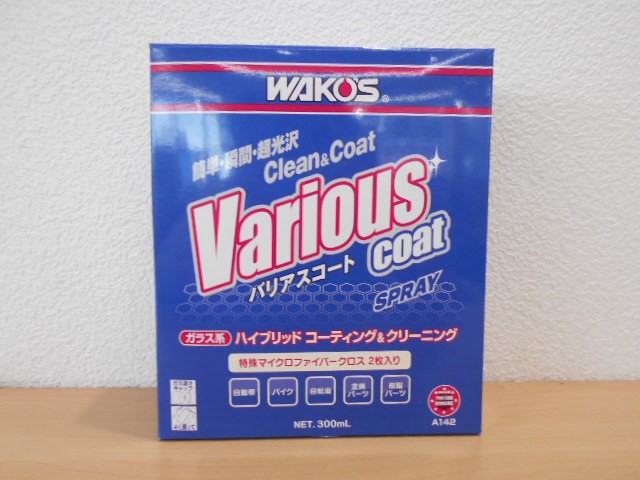 WAKO'S®
簡単・瞬間・超光沢
Clean&Coat
Various
coat
バリアスコート
SPRAY
ガラス系 ハイブリッド コーティング&クリーニング
特殊マイクロファイバークロス 2枚入り
自動車 バイク 自転車 金属パーツ 樹脂パーツ
NET. 300mL
A142